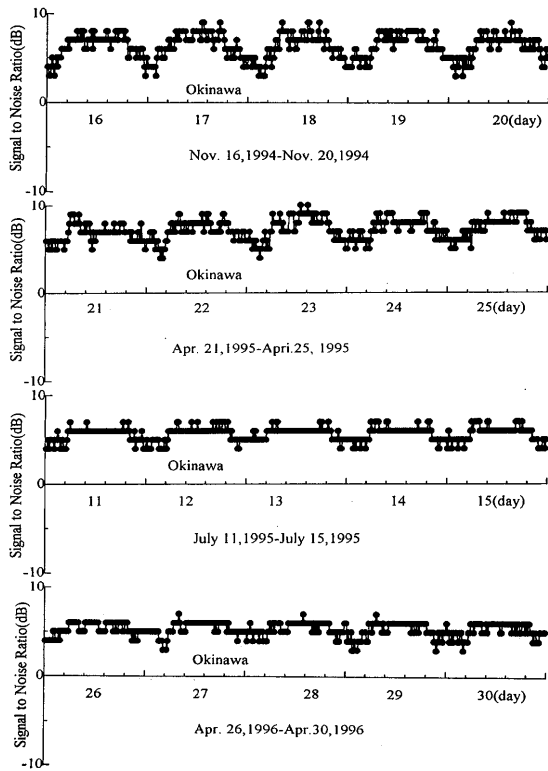 Signal to Noise Ratio(dB)
10
0
-10
Okinawa
16 17 18 19 20(day)
Nov. 16,1994-Nov. 20,1994
Signal to Noise Ratio(dB)
10
0
-10
Okinawa
21 22 23 24 25(day)
Apr. 21,1995-Apri.25, 1995
Signal to Noise Ratio(dB)
10
0
-10
Okinawa
11 12 13 14 15(day)
July 11,1995-July 15,1995
Signal to Noise Ratio(dB)
10
0
-10
Okinawa
26 27 28 29 30(day)
Apr. 26,1996-Apr.30,1996